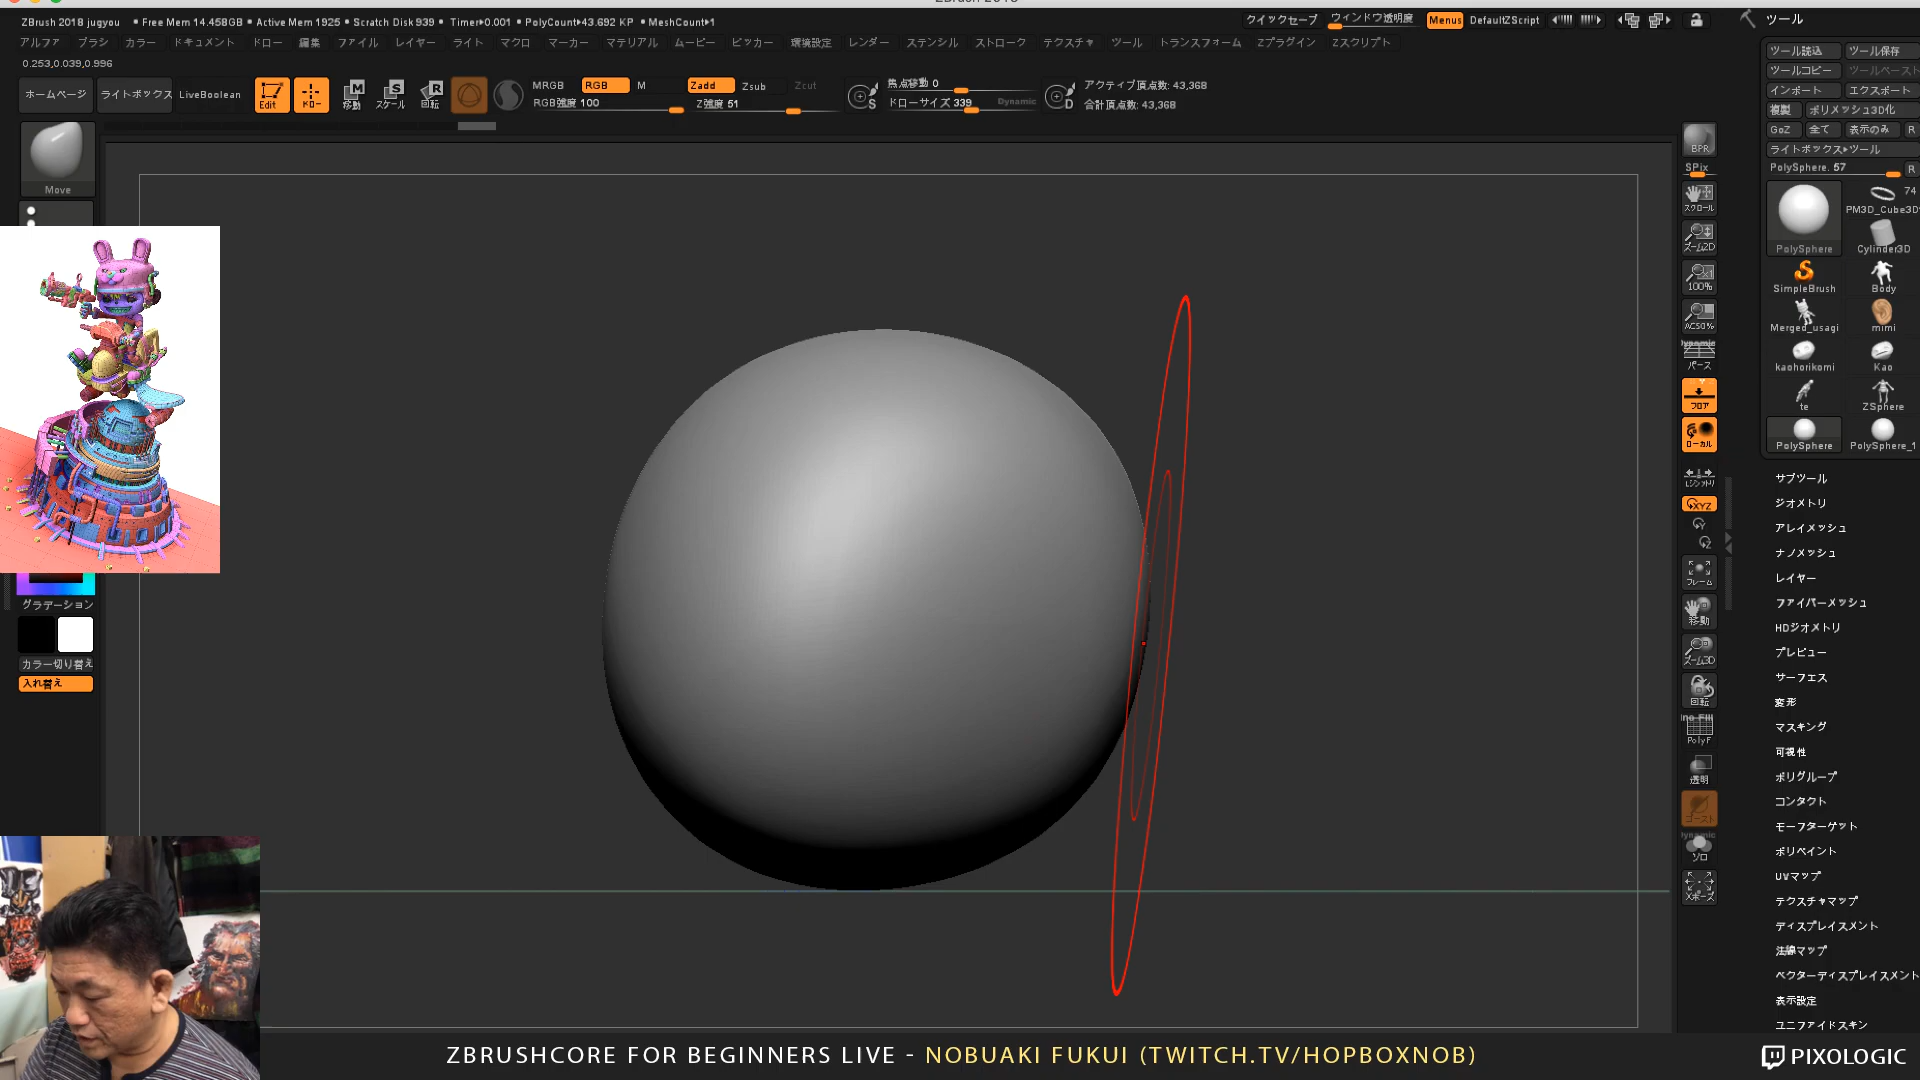 ZBrush 2018 jugyou • Free Mem 14.458GB • Active Mem 1925 • Scratch Disk 939 • Timer▸0.001 • PolyCount▸43.692 KP • MeshCount▸1
クイックセーブ ウィンドウ透明度 Menus DefaultZScript
アルファ ブラシ カラー ドキュメント ドロー 編集 ファイル レイヤー ライト マクロ マーカー マテリアル ムービー ピッカー 環境設定 レンダー ステンシル ストローク テクスチャ ツール トランスフォーム Zプラグイン Zスクリプト
0.253,0.039,0.996
ホームページ ライトボックス LiveBoolean Edit ドロー 移動 スケール 回転
MRGB RGB M Zadd Zsub Zcut
RGB強度 100 Z強度 51
焦点移動 0
ドローサイズ 339 Dynamic
アクティブ頂点数: 43,368
合計頂点数: 43,368
Move
グラデーション
カラー切り替え
入れ替え
BPR
SPix
スクロール
ズーム2D
100%
AC50%
Dynamic
パース
フロア
ローカル
XYZ
フレーム
移動
ズーム3D
回転
PolyF
透明
ゴースト
Dynamic
ソロ
Xポーズ
ツール
ツール読込 ツール保存
ツールコピー ツールペースト
インポート エクスポート
複製 ポリメッシュ3D化
GoZ 全て 表示のみ R
ライトボックス▸ツール
PolySphere. 57 R
PolySphere
74
PM3D_Cube3D
Cylinder3D
SimpleBrush Body
Merged_usagi mimi
kaohorikomi Kao
te ZSphere
PolySphere PolySphere_1
サブツール
ジオメトリ
アレイメッシュ
ナノメッシュ
レイヤー
ファイバーメッシュ
HDジオメトリ
プレビュー
サーフェス
変形
マスキング
可視性
ポリグループ
コンタクト
モーフターゲット
ポリペイント
UVマップ
テクスチャマップ
ディスプレイスメント
法線マップ
ベクターディスプレイスメント
表示設定
ユニファイドスキン
ZBRUSHCORE FOR BEGINNERS LIVE - NOBUAKI FUKUI (TWITCH.TV/HOPBOXNOB)
PIXOLOGIC